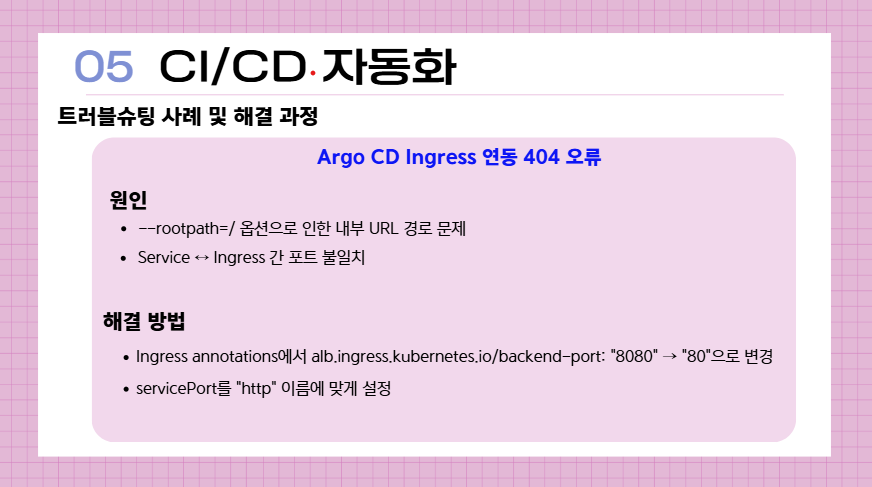 05 CI/CD·자동화
트러블슈팅 사례 및 해결 과정
Argo CD Ingress 연동 404 오류
원인
• --rootpath=/ 옵션으로 인한 내부 URL 경로 문제
• Service ↔ Ingress 간 포트 불일치
해결 방법
• Ingress annotations에서 alb.ingress.kubernetes.io/backend-port: "8080" → "80"으로 변경
• servicePort를 "http" 이름에 맞게 설정